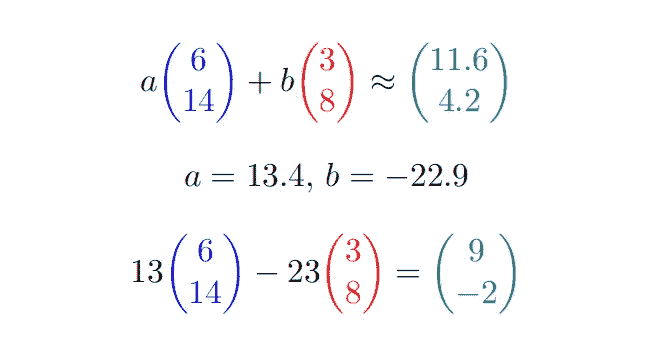 a(6 14) + b(3 8) ≈ (11.6 4.2)
a = 13.4, b = −22.9
13(6 14) − 23(3 8) = (9 −2)